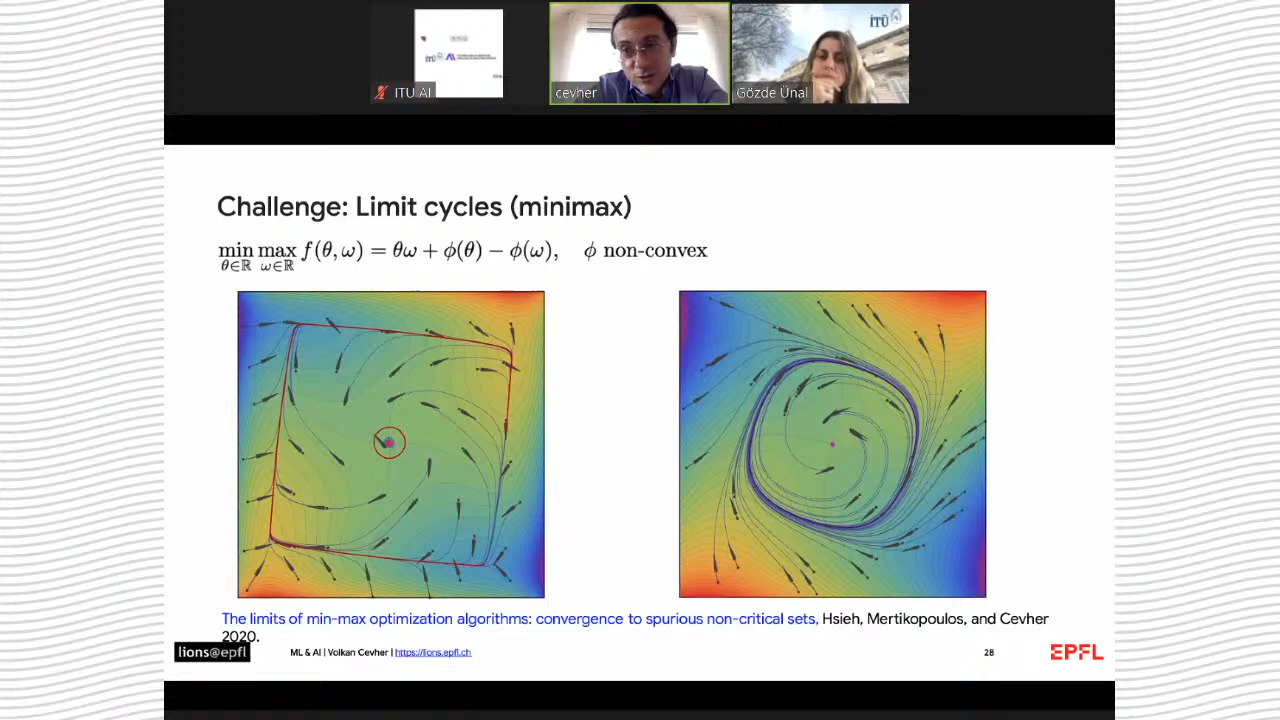 İTÜ
ITU AI
cevher
İTÜ
Gözde Ünal
Challenge: Limit cycles (minimax)
min max f(θ, ω) = θω + ϕ(θ) − ϕ(ω), ϕ non-convex
θ∈ℝ ω∈ℝ
The limits of min-max optimization algorithms: convergence to spurious non-critical sets, Hsieh, Mertikopoulos, and Cevher
2020.
lions@epfl
ML & AI | Volkan Cevher | https://lions.epfl.ch
28
EPFL